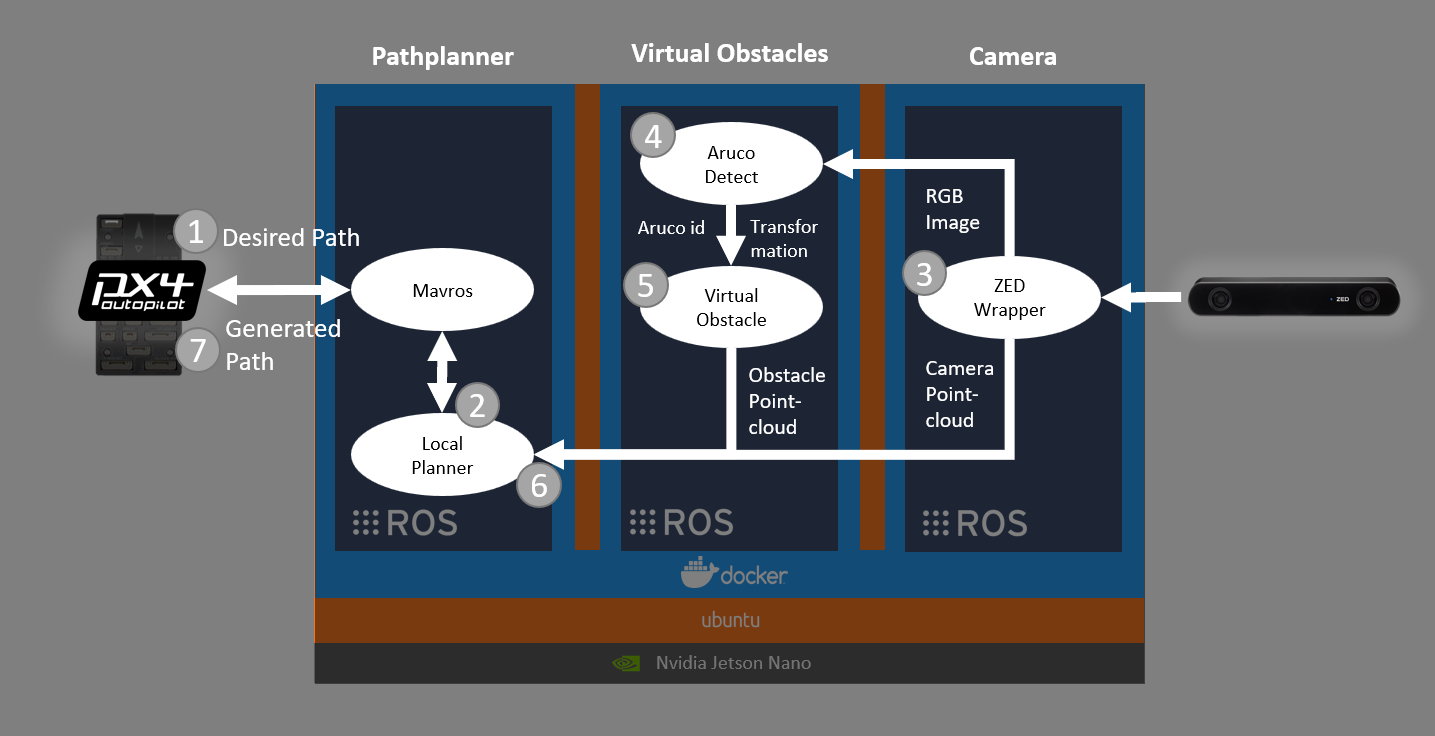 Pathplanner
Virtual Obstacles
Camera
4
Aruco
Detect
RGB
Image
1
Desired Path
Aruco id
Transfor
mation
PX4
autopilot
Mavros
5
Virtual
Obstacle
3
ZED
Wrapper
ZED
7
Generated
Path
Obstacle
Point-
cloud
Camera
Point-
cloud
2
Local
Planner
6
ROS
ROS
ROS
docker
ubuntu
Nvidia Jetson Nano